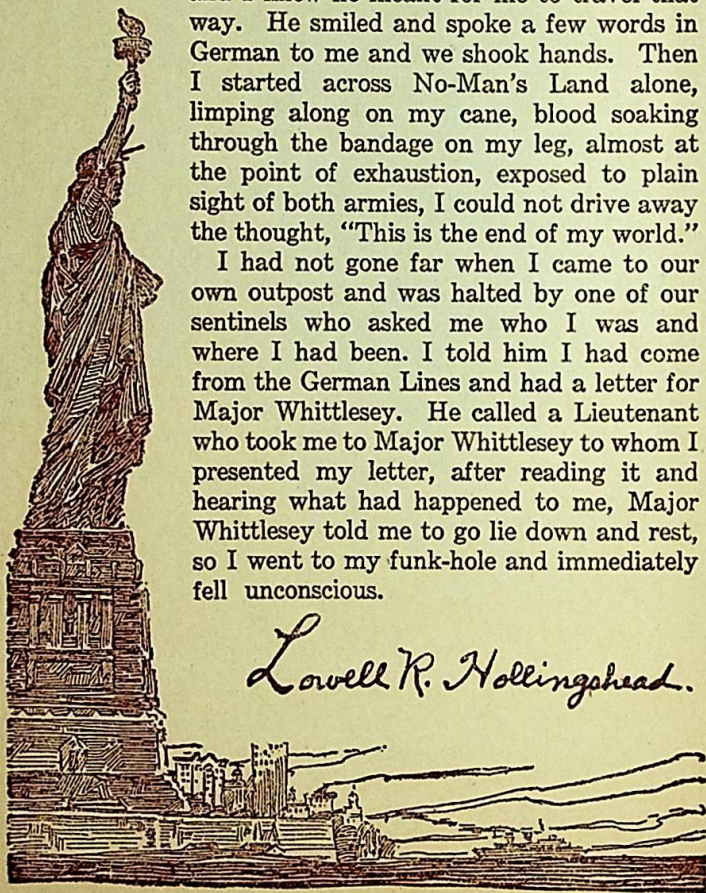 way. He smiled and spoke a few words in
German to me and we shook hands. Then
I started across No-Man's Land alone,
limping along on my cane, blood soaking
through the bandage on my leg, almost at
the point of exhaustion, exposed to plain
sight of both armies, I could not drive away
the thought, “This is the end of my world.”
I had not gone far when I came to our
own outpost and was halted by one of our
sentinels who asked me who I was and
where I had been. I told him I had come
from the German Lines and had a letter for
Major Whittlesey. He called a Lieutenant
who took me to Major Whittlesey to whom I
presented my letter, after reading it and
hearing what had happened to me, Major
Whittlesey told me to go lie down and rest,
so I went to my funk-hole and immediately
fell unconscious.
Lowell R. Hollingshead.